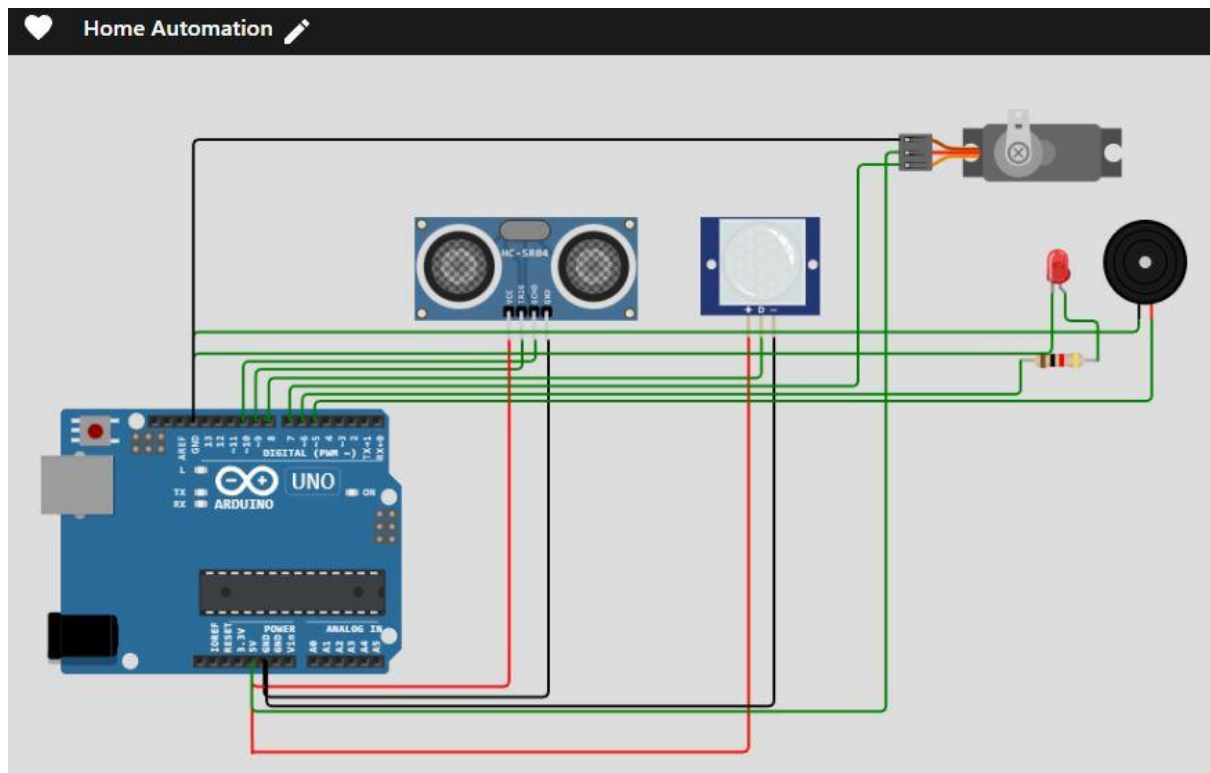 Home Automation
HC-SR04
VCC
TRIG
ECHO
GND
+ D -
AREF
GND
13
12
~11
~10
~9
8
7
~6
~5
4
~3
2
TX→1
RX←0
DIGITAL (PWM ~)
L
TX
RX
UNO
ARDUINO
ON
IOREF
RESET
3.3V
5V
GND
GND
Vin
POWER
ANALOG IN
A0
A1
A2
A3
A4
A5